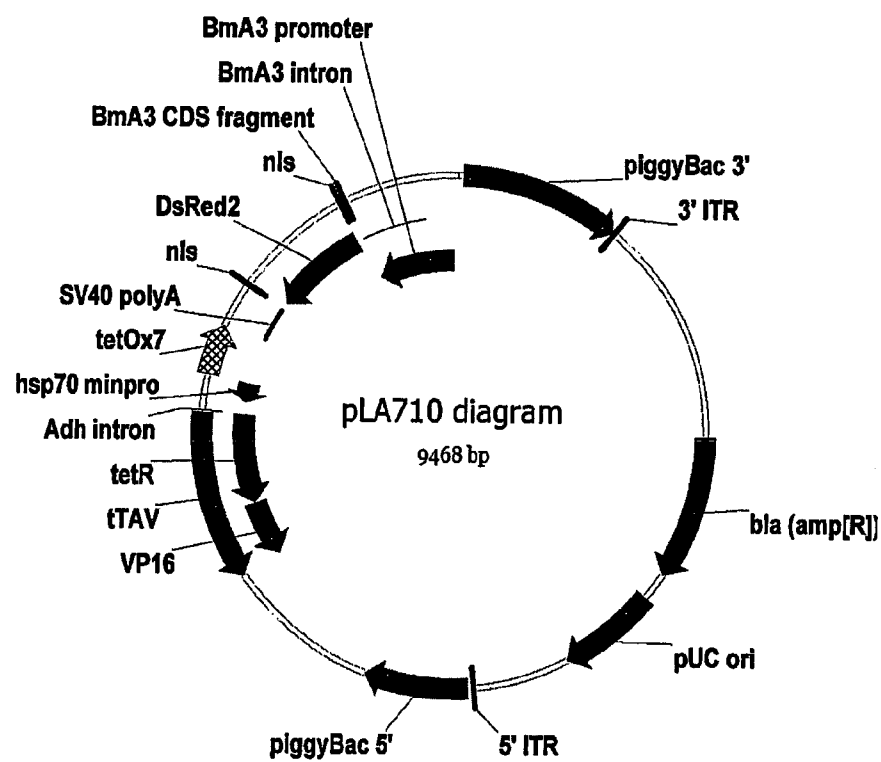 BmA3 promoter
BmA3 intron
BmA3 CDS fragment
nls
DsRed2
nls
SV40 polyA
tetOx7
hsp70 minpro
Adh intron
tetR
tTAV
VP16
piggyBac 3'
3' ITR
pLA710 diagram
9468 bp
bla (amp[R])
pUC ori
5' ITR
piggyBac 5'